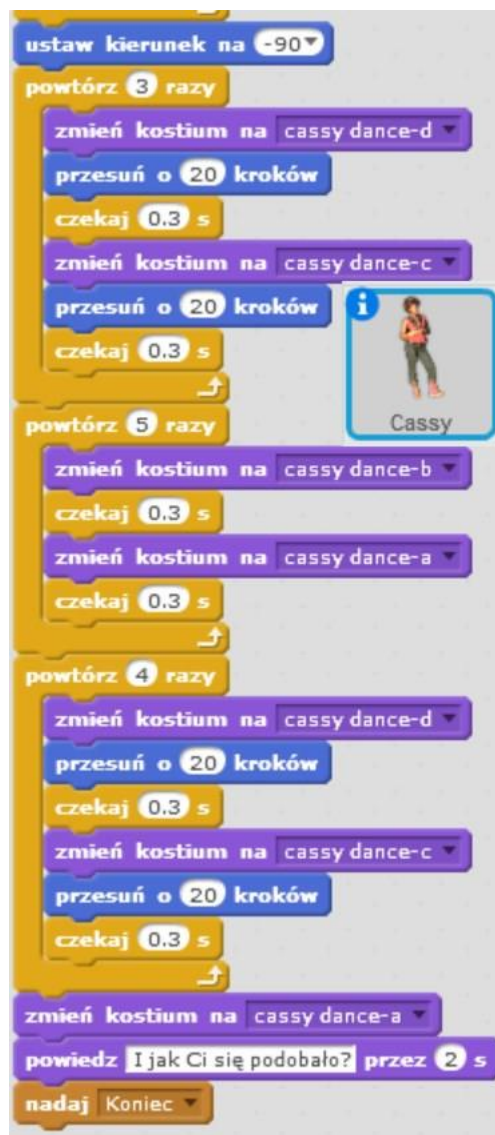 ustaw kierunek na -90
powtórz 3 razy
zmień kostium na cassy dance-d
przesuń o 20 kroków
czekaj 0.3 s
zmień kostium na cassy dance-c
przesuń o 20 kroków
czekaj 0.3 s
Cassy
powtórz 5 razy
zmień kostium na cassy dance-b
czekaj 0.3 s
zmień kostium na cassy dance-a
czekaj 0.3 s
powtórz 4 razy
zmień kostium na cassy dance-d
przesuń o 20 kroków
czekaj 0.3 s
zmień kostium na cassy dance-c
przesuń o 20 kroków
czekaj 0.3 s
zmień kostium na cassy dance-a
powiedz I jak Ci się podobało? przez 2 s
nadaj Koniec